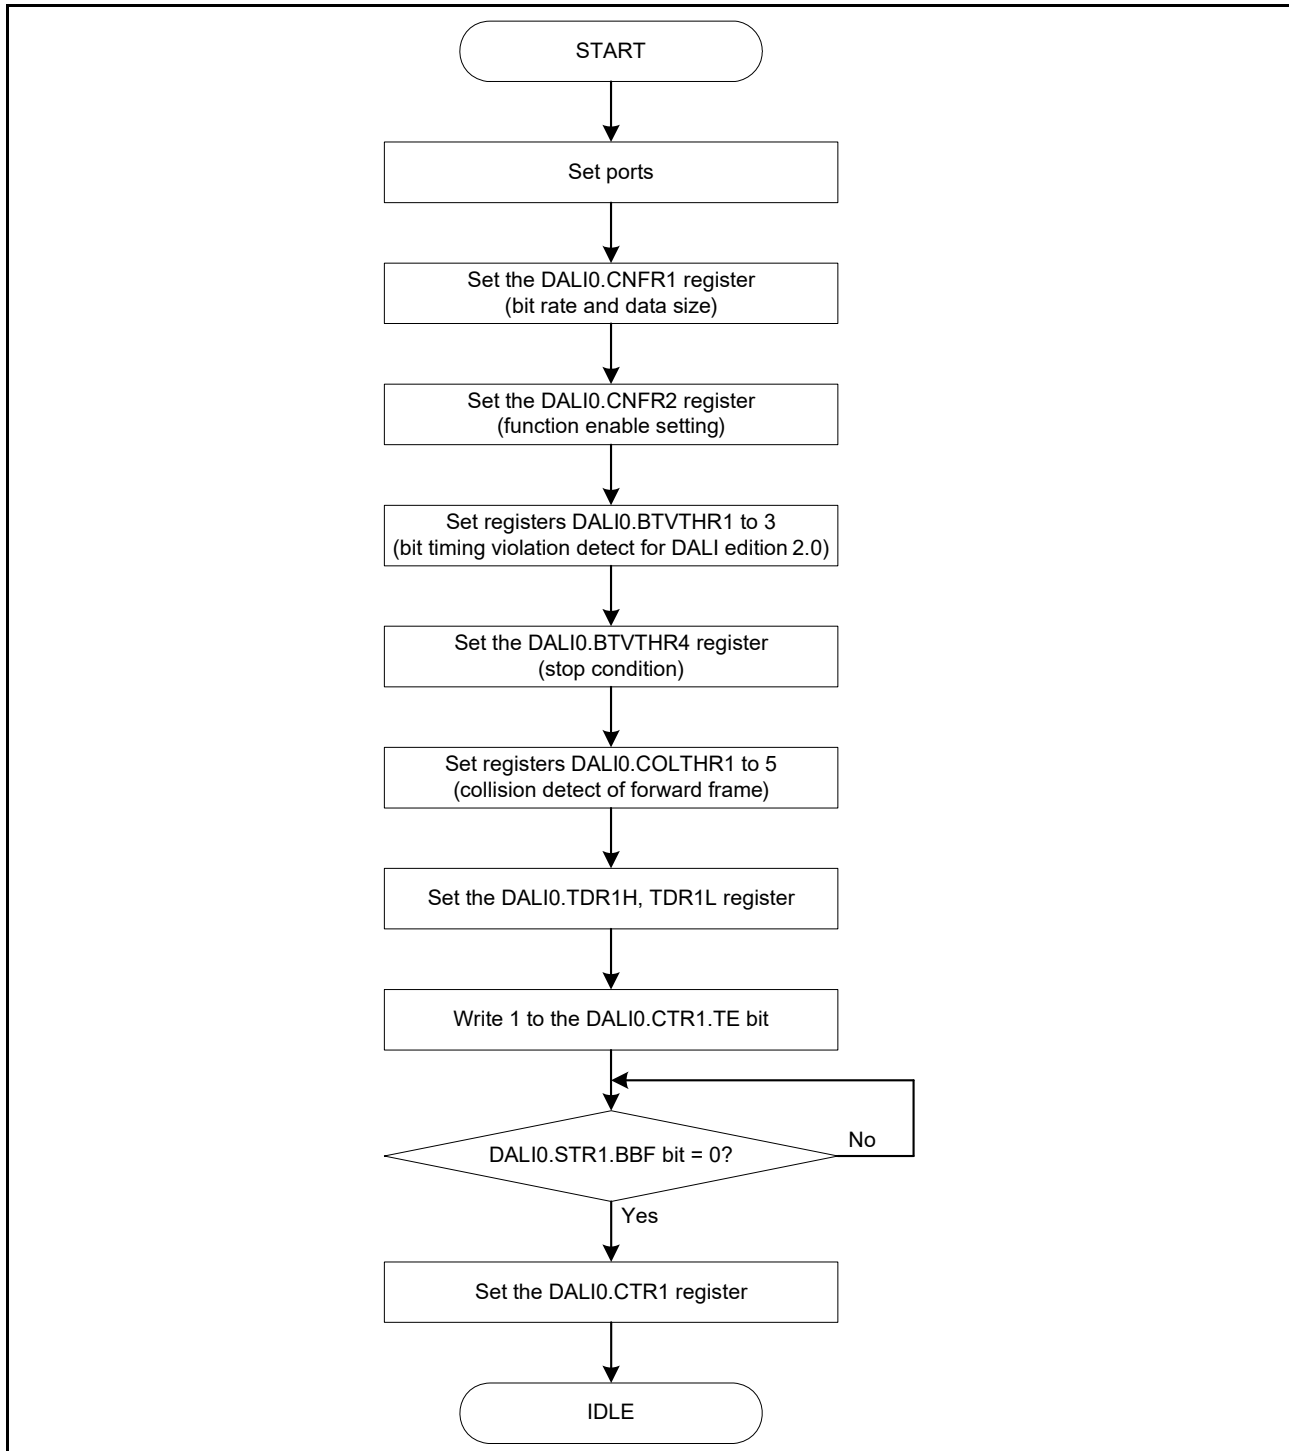 START
Set ports
Set the DALI0.CNFR1 register
(bit rate and data size)
Set the DALI0.CNFR2 register
(function enable setting)
Set registers DALI0.BTVTHR1 to 3
(bit timing violation detect for DALI edition 2.0)
Set the DALI0.BTVTHR4 register
(stop condition)
Set registers DALI0.COLTHR1 to 5
(collision detect of forward frame)
Set the DALI0.TDR1H, TDR1L register
Write 1 to the DALI0.CTR1.TE bit
No
DALI0.STR1.BBF bit = 0?
Yes
Set the DALI0.CTR1 register
IDLE